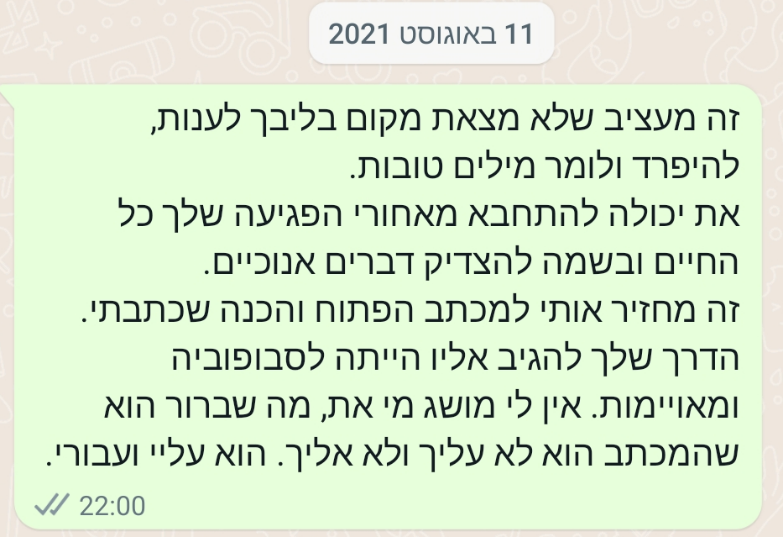 11 באוגוסט 2021
זה מעציב שלא מצאת מקום בליבך לענות,
להיפרד ולומר מילים טובות.
את יכולה להתחבא מאחורי הפגיעה שלך כל
החיים ובשמה להצדיק דברים אנוכיים.
זה מחזיר אותי למכתב הפתוח והכנה שכתבתי.
הדרך שלך להגיב אליו הייתה לסבופוביה
ומאויימות. אין לי מושג מי את, מה שברור הוא
שהמכתב הוא לא עליך ולא אליך. הוא עליי ועבורי.
22:00